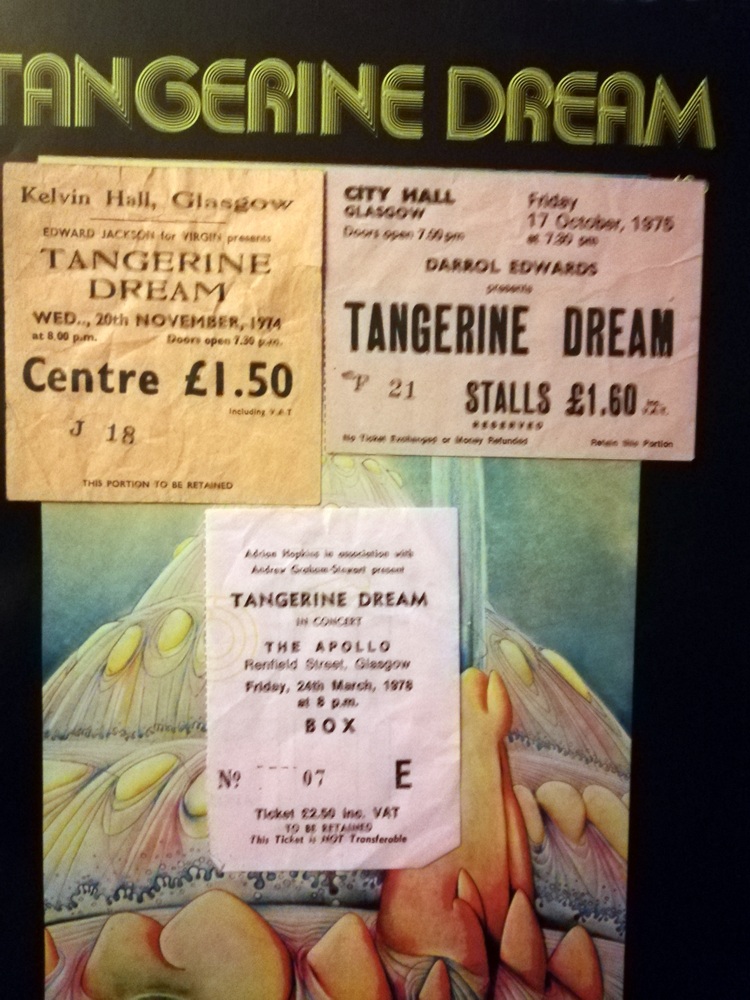 TANGERINE DREAM
Kelvin Hall, Glasgow
EDWARD JACKSON for VIRGIN presents
TANGERINE
DREAM
WED.., 20th NOVEMBER, 1974
at 8.00 p.m. Doors open 7.30 p.m.
Centre £1.50
Including V.A.T
J 18
THIS PORTION TO BE RETAINED
CITY HALL
GLASGOW
Doors open 7.00 pm
Friday
17 October, 1975
at 7.30 pm
DARROL EDWARDS
presents
TANGERINE DREAM
F 21
STALLS £1.60 inc. V.A.T.
RESERVED
No Ticket Exchanged or Money Refunded
Retain this Portion
Adrian Hopkins in association with
Andrew Graham-Stewart present
TANGERINE DREAM
IN CONCERT
THE APOLLO
Renfield Street, Glasgow
Friday, 24th March, 1978
at 8 p.m.
BOX
Nº 07 E
Ticket £2.50 inc. VAT
TO BE RETAINED
This Ticket is NOT Transferable